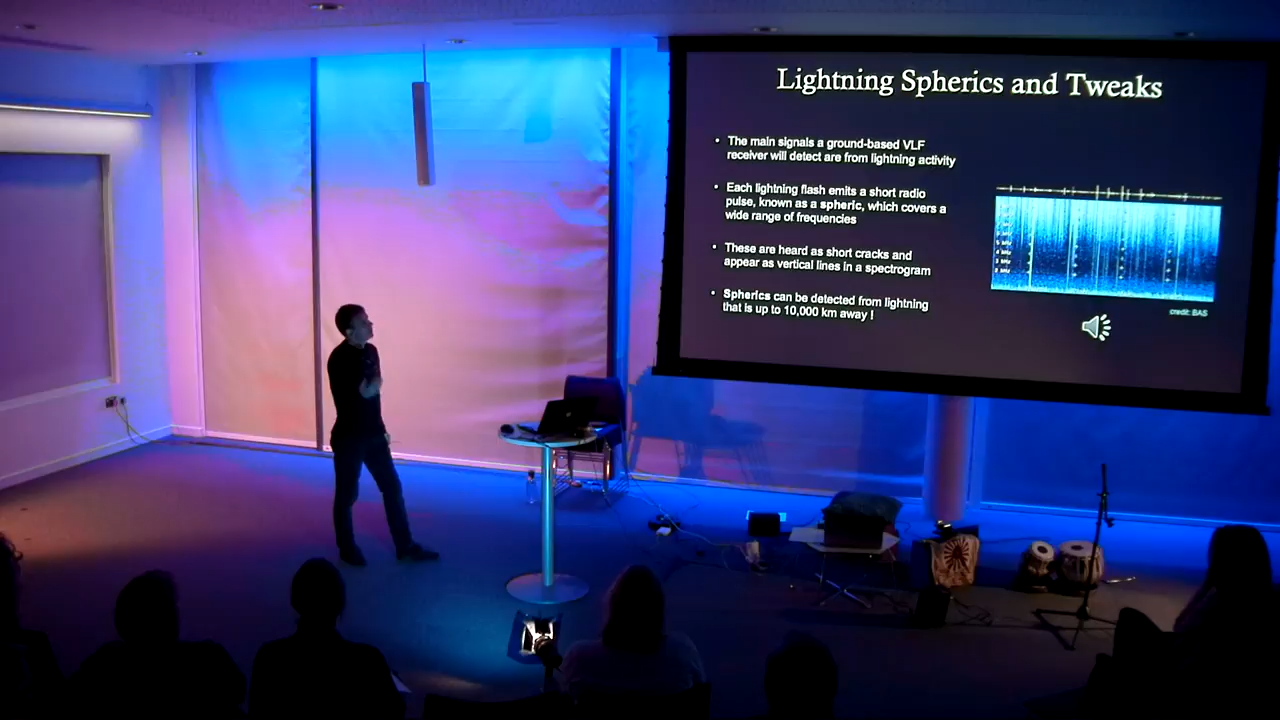 Lightning Spherics and Tweaks
• The main signals a ground-based VLF
receiver will detect are from lightning activity
• Each lightning flash emits a short radio
pulse, known as a spheric, which covers a
wide range of frequencies
• These are heard as short cracks and
appear as vertical lines in a spectrogram
• Spherics can be detected from lightning
that is up to 10,000 km away !
credit: BAS